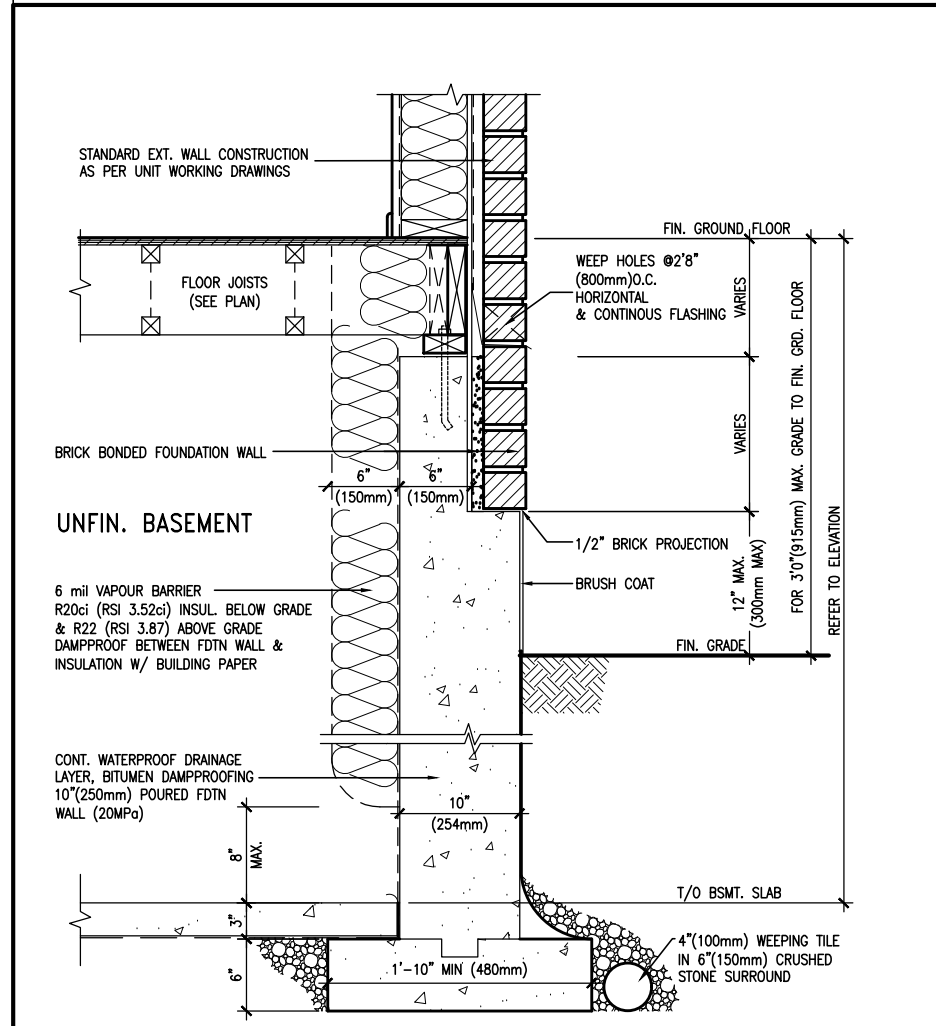 STANDARD EXT. WALL CONSTRUCTION
AS PER UNIT WORKING DRAWINGS
FIN. GROUND FLOOR
FLOOR JOISTS
(SEE PLAN)
WEEP HOLES @2'8"
(800mm)O.C.
HORIZONTAL
& CONTINOUS FLASHING
VARIES
VARIES
FOR 3'0"(915mm) MAX. GRADE TO FIN. GRD. FLOOR
REFER TO ELEVATION
BRICK BONDED FOUNDATION WALL
6"
(150mm)
6"
(150mm)
UNFIN. BASEMENT
1/2" BRICK PROJECTION
BRUSH COAT
12" MAX.
(300mm MAX)
6 mil VAPOUR BARRIER
R20ci (RSI 3.52ci) INSUL. BELOW GRADE
& R22 (RSI 3.87) ABOVE GRADE
DAMPPROOF BETWEEN FDTN WALL &
INSULATION W/ BUILDING PAPER
FIN. GRADE
CONT. WATERPROOF DRAINAGE
LAYER, BITUMEN DAMPPROOFING
10"(250mm) POURED FDTN
WALL (20MPa)
10"
(254mm)
8"
MAX.
T/O BSMT. SLAB
3"
6"
1'-10" MIN (480mm)
4"(100mm) WEEPING TILE
IN 6"(150mm) CRUSHED
STONE SURROUND